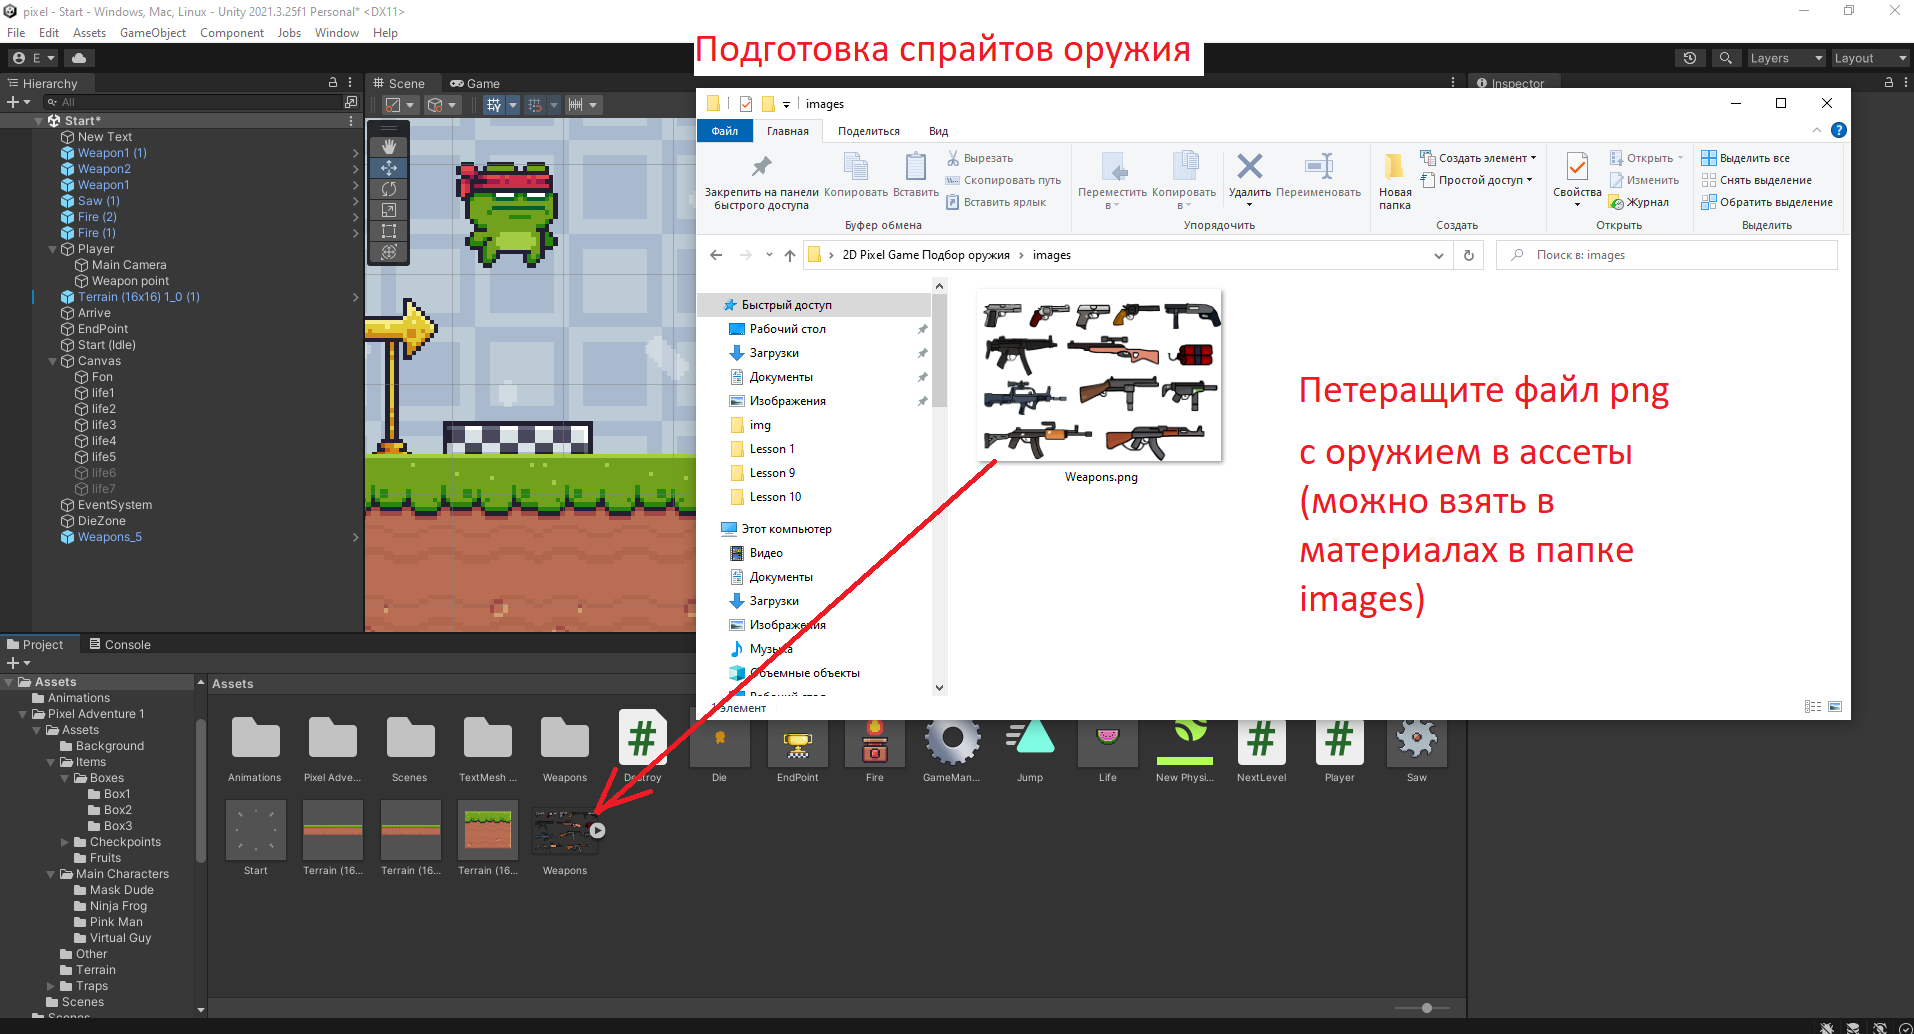 pixel - Start - Windows, Mac, Linux - Unity 2021.3.25f1 Personal* <DX11>
File Edit Assets GameObject Component Jobs Window Help
Подготовка спрайтов оружия
E
Layers
Layout
Hierarchy
Scene
Game
Inspector
All
Start*
New Text
Weapon1 (1)
Weapon2
Weapon1
Saw (1)
Fire (2)
Fire (1)
Player
Main Camera
Weapon point
Terrain (16x16) 1_0 (1)
Arrive
EndPoint
Start (Idle)
Canvas
Fon
life1
life2
life3
life4
life5
life6
life7
EventSystem
DieZone
Weapons_5
images
Файл Главная Поделиться Вид
Закрепить на панели быстрого доступа
Копировать
Вставить
Вырезать
Скопировать путь
Вставить ярлык
Буфер обмена
Переместить в
Копировать в
Удалить
Переименовать
Упорядочить
Новая папка
Создать элемент
Простой доступ
Создать
Свойства
Открыть
Изменить
Журнал
Открыть
Выделить все
Снять выделение
Обратить выделение
Выделить
2D Pixel Game Подбор оружия › images
Поиск в: images
Быстрый доступ
Рабочий стол
Загрузки
Документы
Изображения
img
Lesson 1
Lesson 9
Lesson 10
Этот компьютер
Видео
Документы
Загрузки
Изображения
Музыка
Объемные объекты
Рабочий стол
1 элемент
Weapons.png
Петеращите файл png
с оружием в ассеты
(можно взять в
материалах в папке
images)
Project
Console
Assets
Animations
Pixel Adventure 1
Assets
Background
Items
Boxes
Box1
Box2
Box3
Checkpoints
Fruits
Main Characters
Mask Dude
Ninja Frog
Pink Man
Virtual Guy
Other
Terrain
Traps
Scenes
Scenes
Assets
Animations
Pixel Adve...
Scenes
TextMesh ...
Weapons
Destroy
Die
EndPoint
Fire
GameMan...
Jump
Life
New Physi...
NextLevel
Player
Saw
Start
Terrain (16...
Terrain (16...
Terrain (16...
Weapons